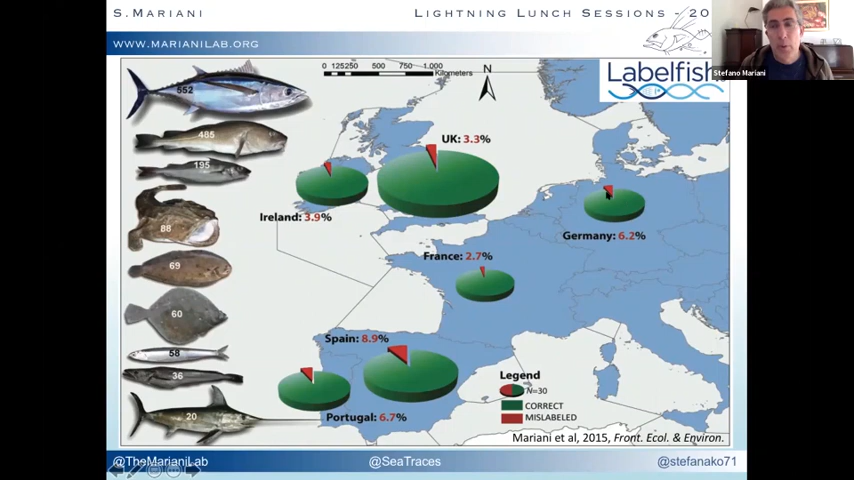 S.MARIANI
LIGHTNING LUNCH SESSIONS - 20
WWW.MARIANILAB.ORG
Stefano Mariani
0 125250 500 750 1.000
Kilometers
N
Labelfish
552
485
195
88
69
60
58
36
20
UK: 3.3%
Ireland: 3.9%
Germany: 6.2%
France: 2.7%
Spain: 8.9%
Portugal: 6.7%
Legend
N=30
CORRECT
MISLABELED
Mariani et al, 2015, Front. Ecol. & Environ.
@TheMarianiLab
@SeaTraces
@stefanako71